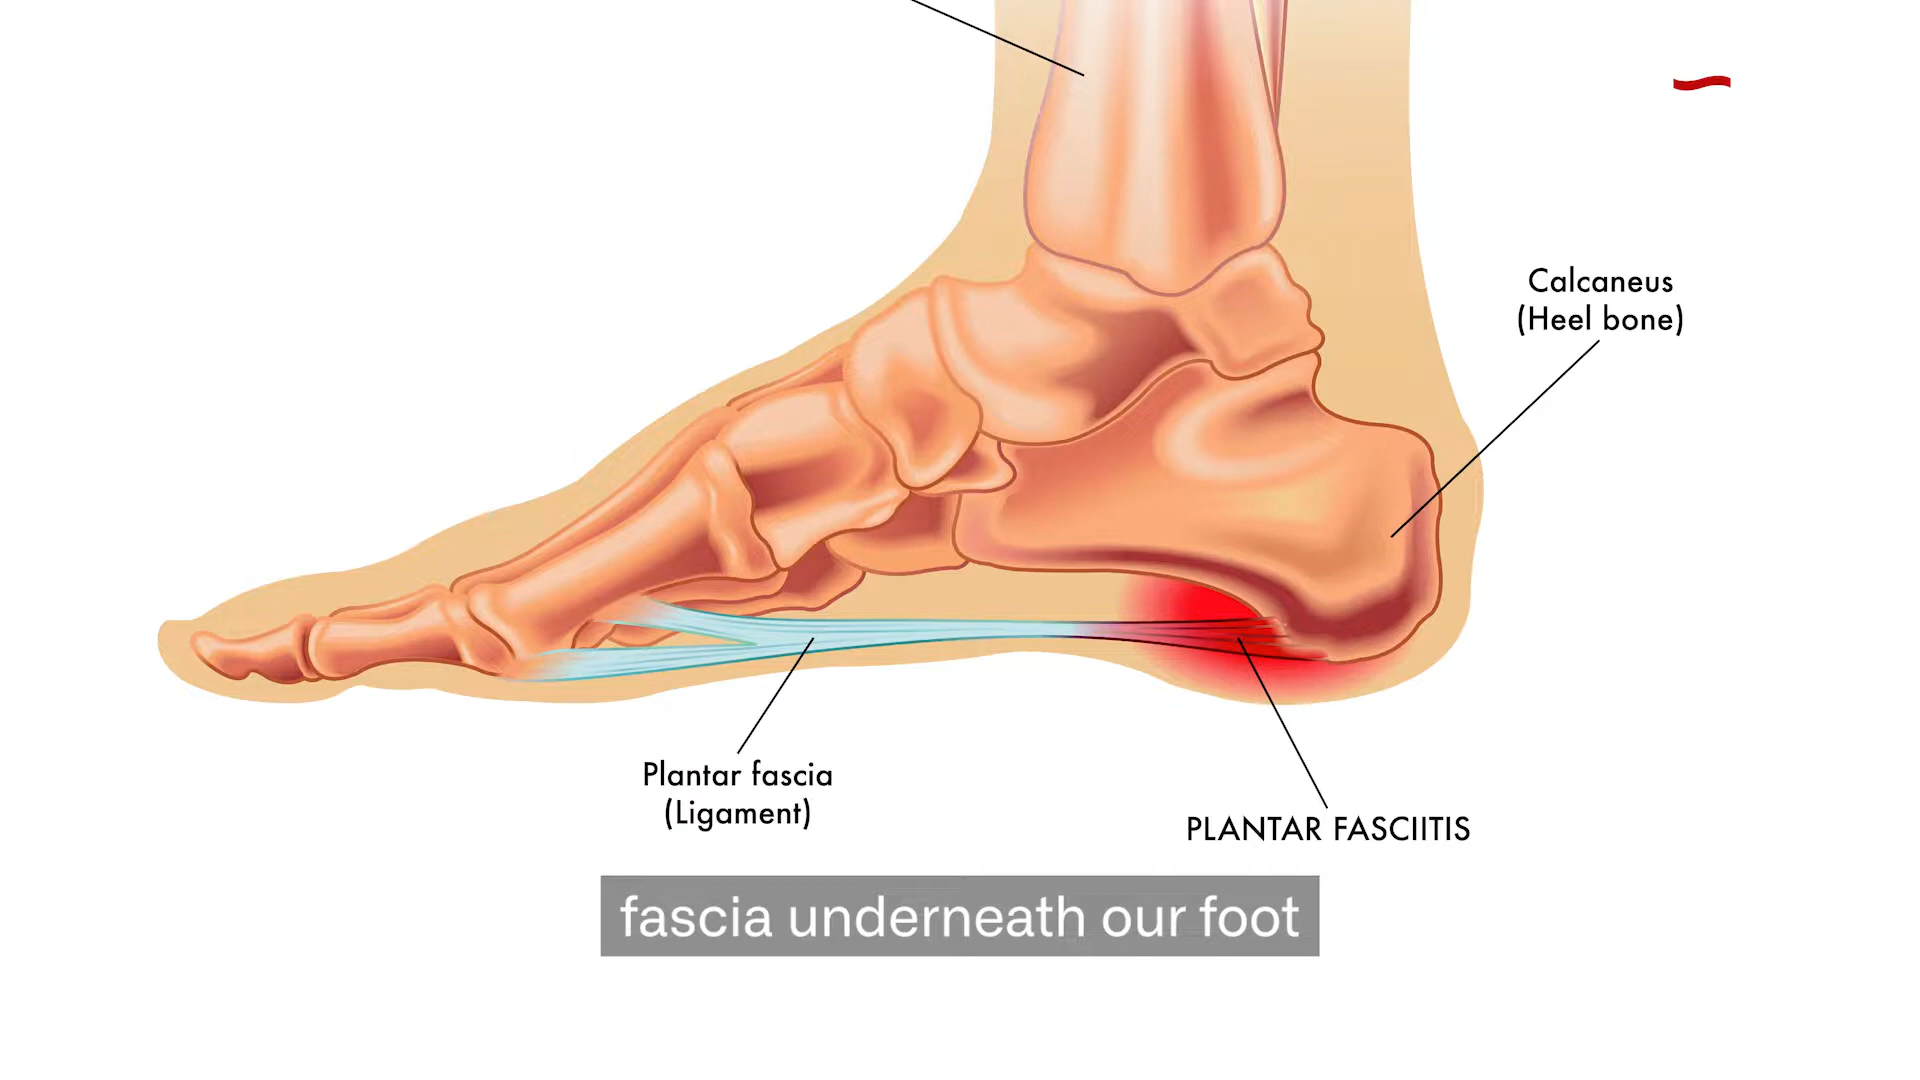 Calcaneus
(Heel bone)
Plantar fascia
(Ligament)
PLANTAR FASCIITIS
fascia underneath our foot